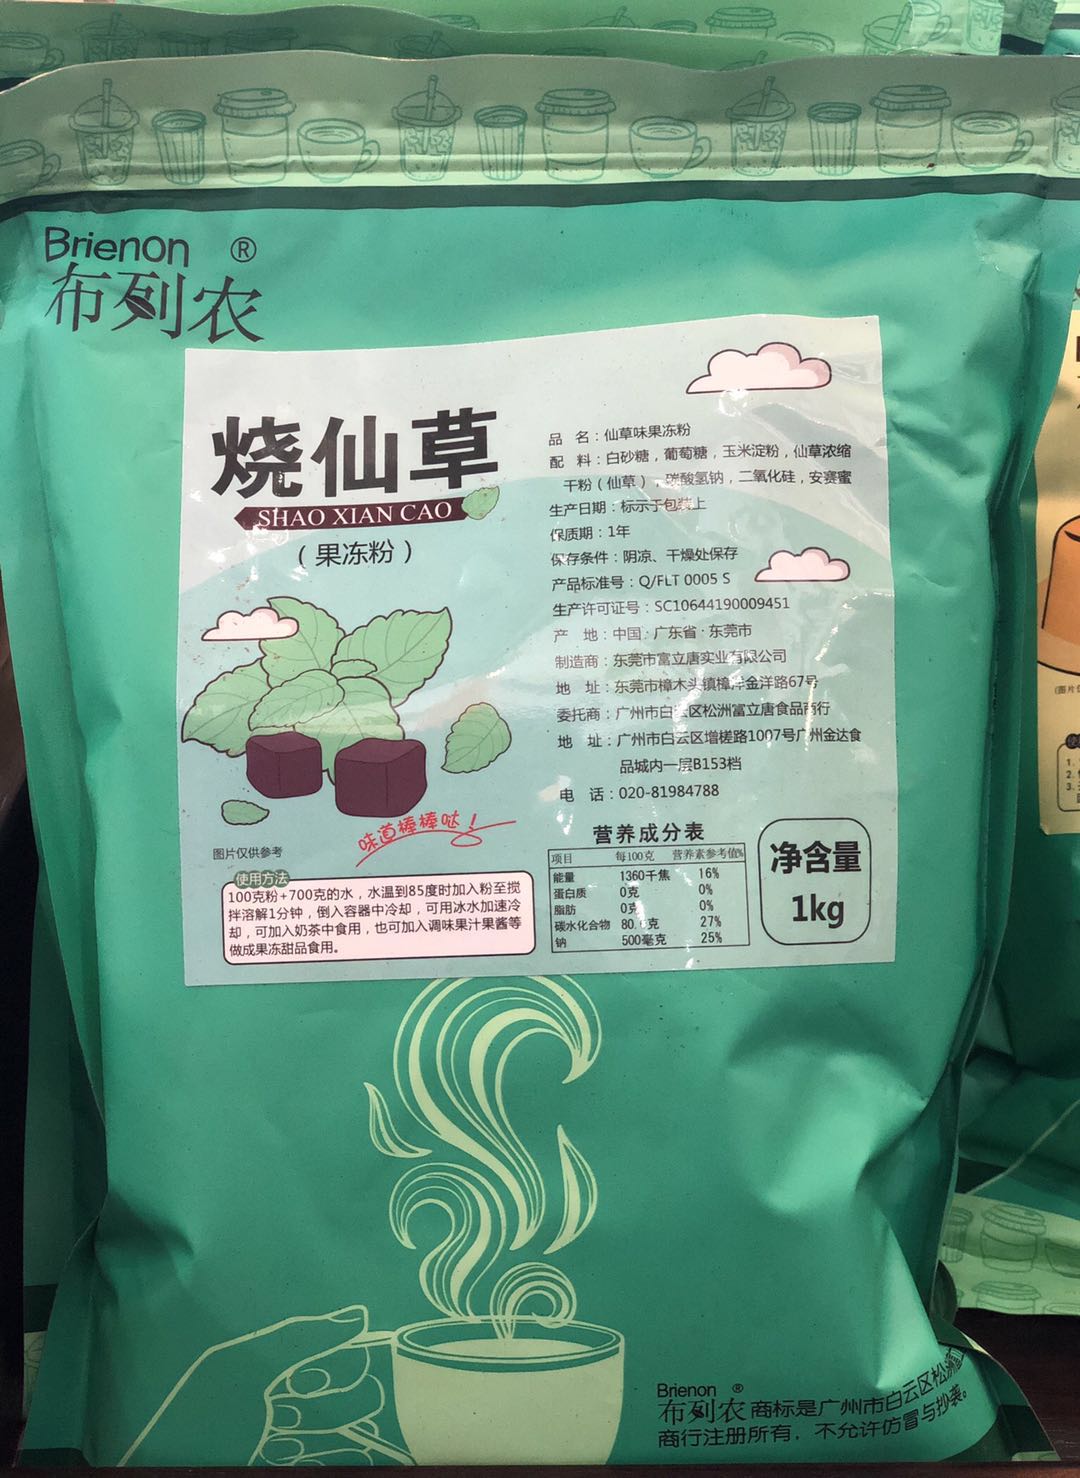 Brienon ®
布列农
烧仙草
SHAO XIAN CAO
（果冻粉）
品 名：仙草味果冻粉
配 料：白砂糖，葡萄糖，玉米淀粉，仙草浓缩
干粉（仙草），碳酸氢钠，二氧化硅，安赛蜜
生产日期：标示于包装上
保质期：1年
保存条件：阴凉、干燥处保存
产品标准号：Q/FLT 0005 S
生产许可证号：SC10644190009451
产 地：中国·广东省·东莞市
制造商：东莞市富立唐实业有限公司
地 址：东莞市樟木头镇樟洋金洋路67号
委托商：广州市白云区松洲富立唐食品商行
地 址：广州市白云区增槎路1007号广州金达食
品城内一层B153档
电 话：020-81984788
味道棒棒哒！
图片仅供参考
使用方法
100克粉+700克的水，水温到85度时加入粉至搅
拌溶解1分钟，倒入容器中冷却，可用冰水加速冷
却，可加入奶茶中食用，也可加入调味果汁果酱等
做成果冻甜品食用。
营养成分表
项目 每100克 营养素参考值%
能量 1360千焦 16%
蛋白质 0克 0%
脂肪 0克 0%
碳水化合物 27%
钠 500毫克 25%
净含量
1kg
Brienon ®
布列农 商标是广州市白云区松洲
商行注册所有，不允许仿冒与抄袭。